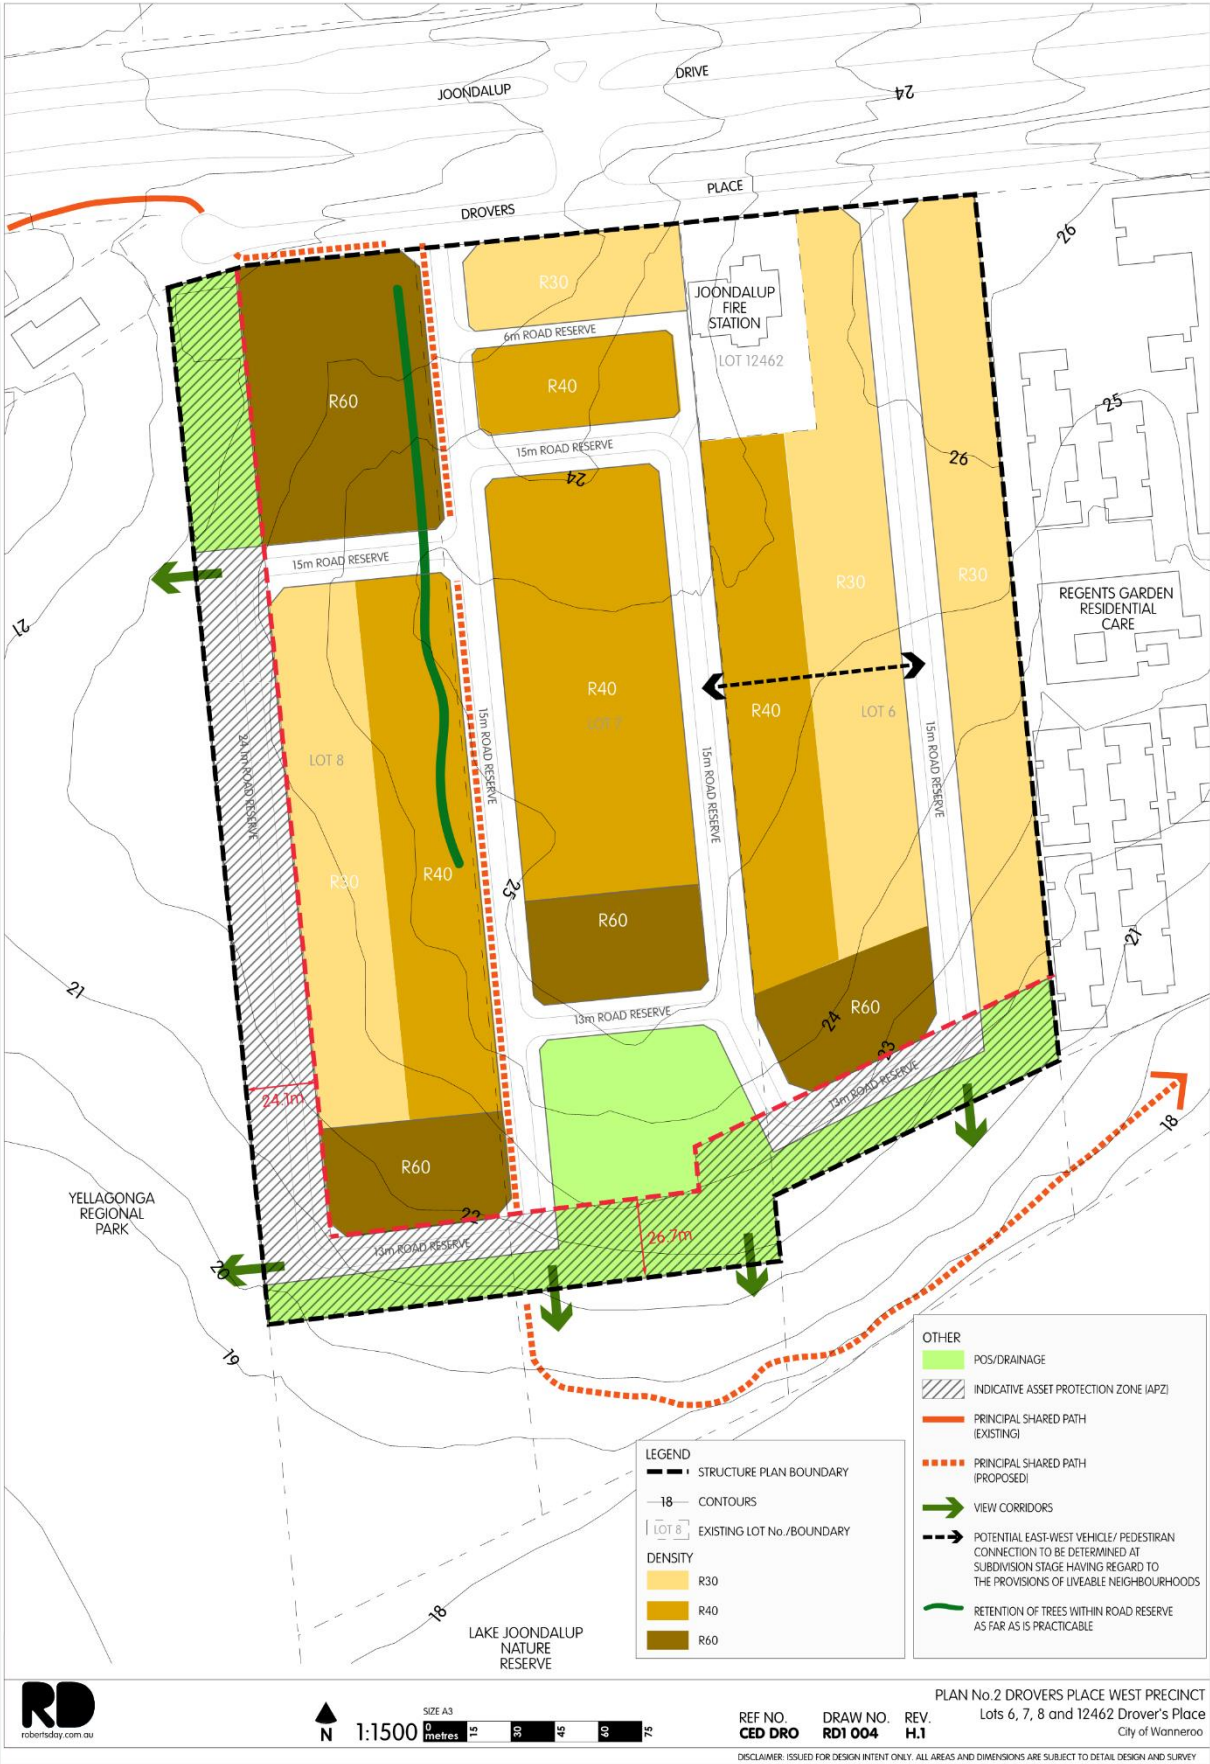 JOONDALUP
DRIVE
24
DROVERS
PLACE
26
R30
JOONDALUP
FIRE
STATION
LOT 12462
6m ROAD RESERVE
R40
R60
15m ROAD RESERVE
24
25
26
15m ROAD RESERVE
R30
R30
REGENTS GARDEN
RESIDENTIAL
CARE
21
R40
LOT 7
R40
LOT 6
LOT 8
24.1m ROAD RESERVE
15m ROAD RESERVE
15m ROAD RESERVE
15m ROAD RESERVE
R30
R40
25
R60
21
21
R60
24
13m ROAD RESERVE
23
13m ROAD RESERVE
24.1m
18
R60
YELLAGONGA
REGIONAL
PARK
22
26.7m
13m ROAD RESERVE
20
19
18
LAKE JOONDALUP
NATURE
RESERVE
LEGEND
STRUCTURE PLAN BOUNDARY
18 CONTOURS
LOT 8 EXISTING LOT No./BOUNDARY
DENSITY
R30
R40
R60
OTHER
POS/DRAINAGE
INDICATIVE ASSET PROTECTION ZONE (APZ)
PRINCIPAL SHARED PATH
(EXISTING)
PRINCIPAL SHARED PATH
(PROPOSED)
VIEW CORRIDORS
POTENTIAL EAST-WEST VEHICLE/ PEDESTIRAN
CONNECTION TO BE DETERMINED AT
SUBDIVISION STAGE HAVING REGARD TO
THE PROVISIONS OF LIVEABLE NEIGHBOURHOODS
RETENTION OF TREES WITHIN ROAD RESERVE
AS FAR AS IS PRACTICABLE
RD
robertsday.com.au
N
1:1500
SIZE A3
0 metres 15 30 45 60 75
REF NO. DRAW NO. REV.
CED DRO RD1 004 H.1
PLAN No.2 DROVERS PLACE WEST PRECINCT
Lots 6, 7, 8 and 12462 Drover's Place
City of Wanneroo
DISCLAIMER: ISSUED FOR DESIGN INTENT ONLY. ALL AREAS AND DIMENSIONS ARE SUBJECT TO DETAIL DESIGN AND SURVEY